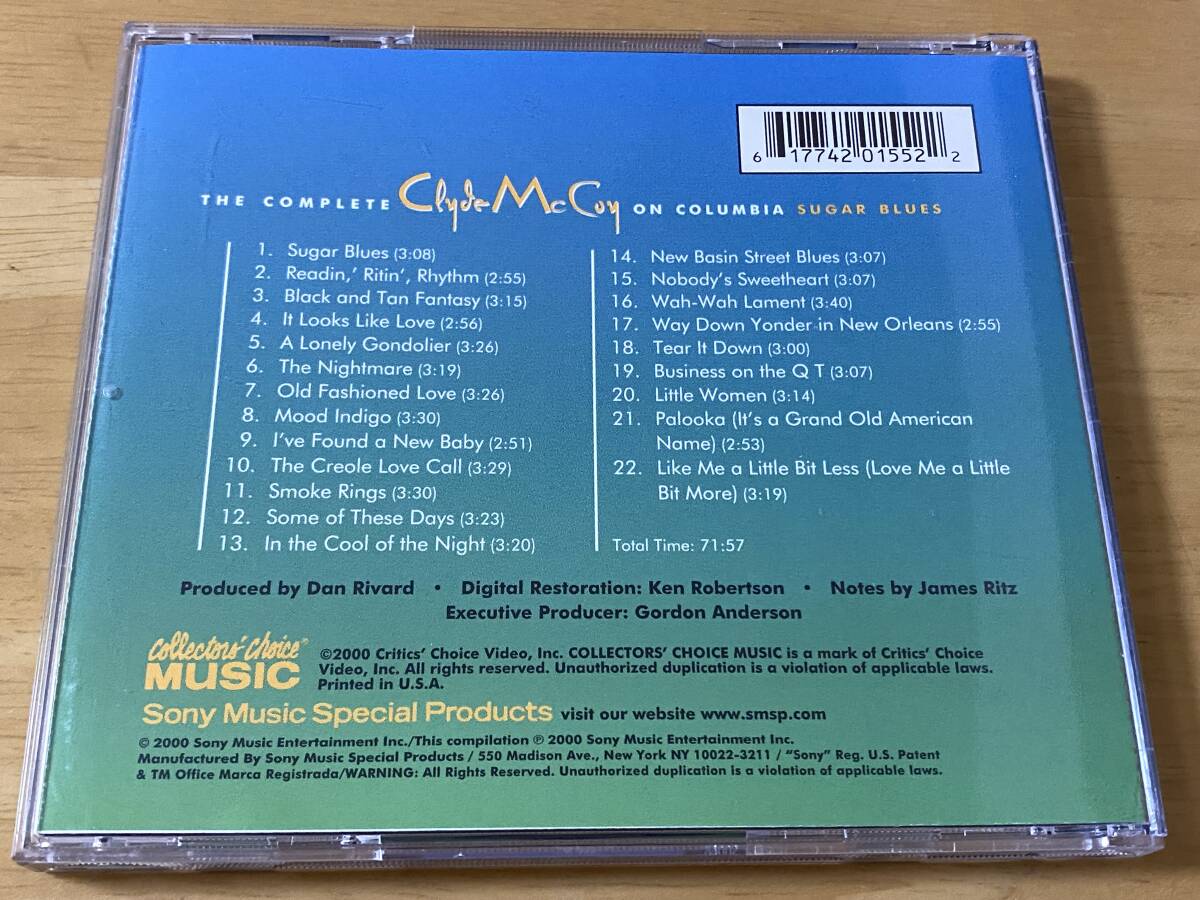 6 17742 01552 2
THE COMPLETE Clyde McCoy ON COLUMBIA SUGAR BLUES
1. Sugar Blues (3:08)
2. Readin,' Ritin', Rhythm (2:55)
3. Black and Tan Fantasy (3:15)
4. It Looks Like Love (2:56)
5. A Lonely Gondolier (3:26)
6. The Nightmare (3:19)
7. Old Fashioned Love (3:26)
8. Mood Indigo (3:30)
9. I've Found a New Baby (2:51)
10. The Creole Love Call (3:29)
11. Smoke Rings (3:30)
12. Some of These Days (3:23)
13. In the Cool of the Night (3:20)
14. New Basin Street Blues (3:07)
15. Nobody's Sweetheart (3:07)
16. Wah-Wah Lament (3:40)
17. Way Down Yonder in New Orleans (2:55)
18. Tear It Down (3:00)
19. Business on the Q T (3:07)
20. Little Women (3:14)
21. Palooka (It's a Grand Old American
Name) (2:53)
22. Like Me a Little Bit Less (Love Me a Little
Bit More) (3:19)
Total Time: 71:57
Produced by Dan Rivard • Digital Restoration: Ken Robertson • Notes by James Ritz
Executive Producer: Gordon Anderson
Collectors' Choice®
MUSIC
©2000 Critics' Choice Video, Inc. COLLECTORS' CHOICE MUSIC is a mark of Critics' Choice
Video, Inc. All rights reserved. Unauthorized duplication is a violation of applicable laws.
Printed in U.S.A.
Sony Music Special Products visit our website www.smsp.com
© 2000 Sony Music Entertainment Inc./This compilation ℗ 2000 Sony Music Entertainment Inc.
Manufactured By Sony Music Special Products / 550 Madison Ave., New York NY 10022-3211 / "Sony" Reg. U.S. Patent
& TM Office Marca Registrada/WARNING: All Rights Reserved. Unauthorized duplication is a violation of applicable laws.